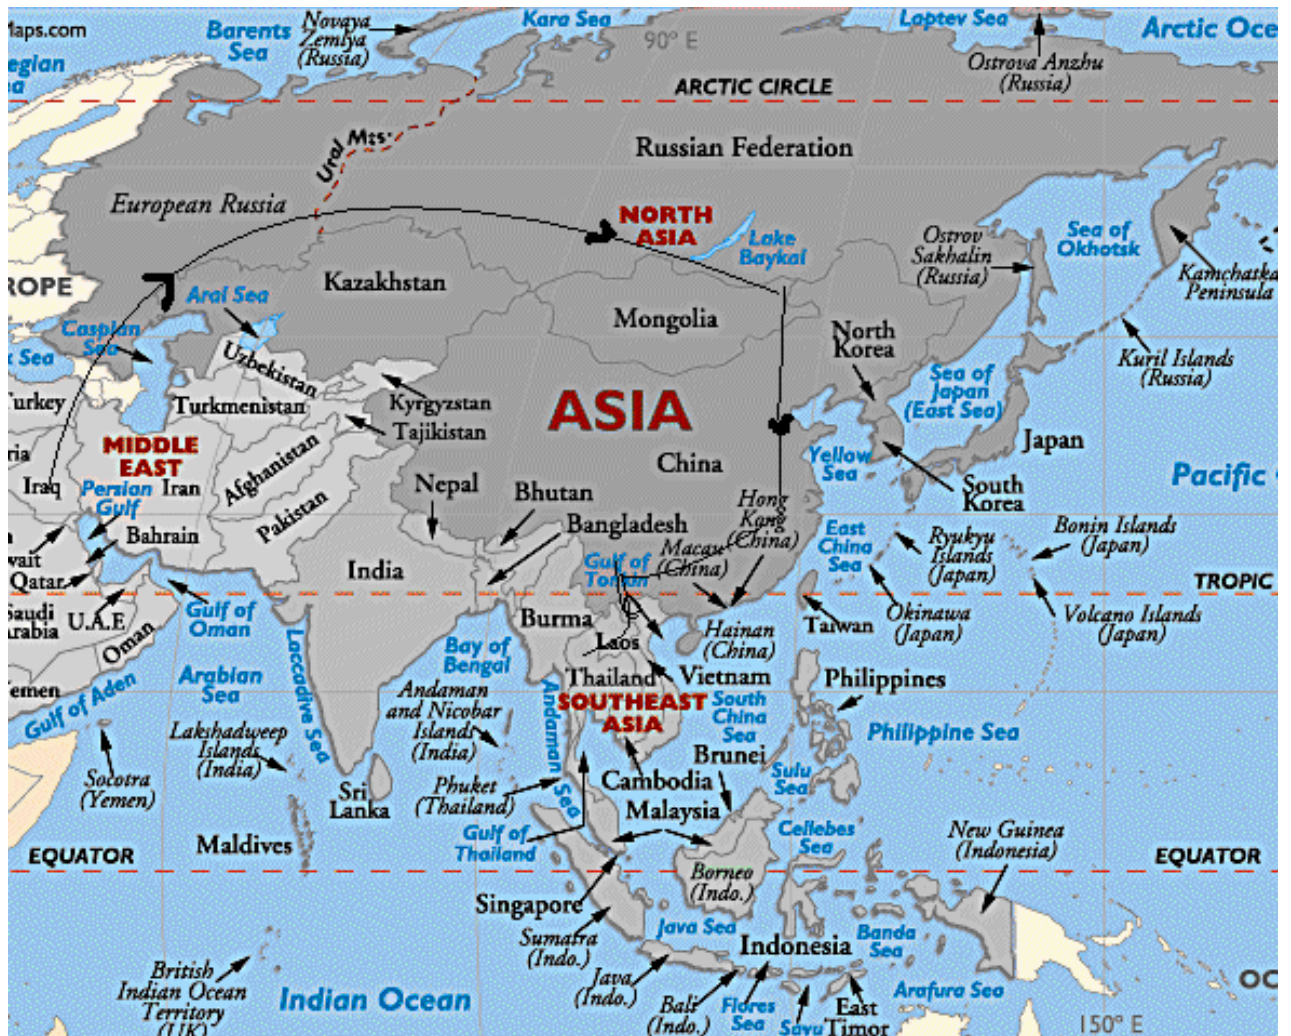 Maps.com
Barents
Sea
Novaya
Zemlya
(Russia)
Kara Sea
90° E
Laptev Sea
Ostrova Anzhu
(Russia)
Arctic Oce
egian
a
ARCTIC CIRCLE
Ural Mts.
Russian Federation
European Russia
NORTH
ASIA
Lake
Baykal
Ostrov
Sakhalin
(Russia)
Sea of
Okhotsk
Kamchatka
Peninsula
ROPE
Kazakhstan
Aral Sea
Caspian
Sea
k Sea
Mongolia
North
Korea
Kuril Islands
(Russia)
Uzbekistan
Turkey
Turkmenistan
Kyrgyzstan
Tajikistan
ASIA
Sea of
Japan
(East Sea)
Japan
MIDDLE
EAST
ria
Iraq
Iran
Persian
Gulf
Afghanistan
Pakistan
China
Yellow
Sea
South
Korea
Pacific
Nepal
Bhutan
Bangladesh
Hong
Kong
(China)
Macau
(China)
East
China
Sea
Ryukyu
Islands
(Japan)
Bonin Islands
(Japan)
wait
Bahrain
Qatar
India
Gulf of
Tonkin
TROPIC
Saudi
Arabia
U.A.E.
Oman
Gulf of
Oman
Burma
Laos
Hainan
(China)
Taiwan
Okinawa
(Japan)
Volcano Islands
(Japan)
Yemen
Gulf of Aden
Arabian
Sea
Laccadive Sea
Bay of
Bengal
Thailand
Vietnam
Philippines
SOUTHEAST
ASIA
South
China
Sea
Philippine Sea
Andaman
and Nicobar
Islands
(India)
Andaman Sea
Lakshadweep
Islands
(India)
Socotra
(Yemen)
Sri
Lanka
Phuket
(Thailand)
Cambodia
Brunei
Sulu
Sea
Malaysia
Maldives
Gulf of
Thailand
Celebes
Sea
New Guinea
(Indonesia)
EQUATOR
EQUATOR
Borneo
(Indo.)
Singapore
Sumatra
(Indo.)
Java Sea
Indonesia
Banda
Sea
British
Indian Ocean
Territory
(UK)
Indian Ocean
Java
(Indo.)
Bali
(Indo.)
Flores
Sea
Savu
East
Timor
Arafura Sea
OC
150° E